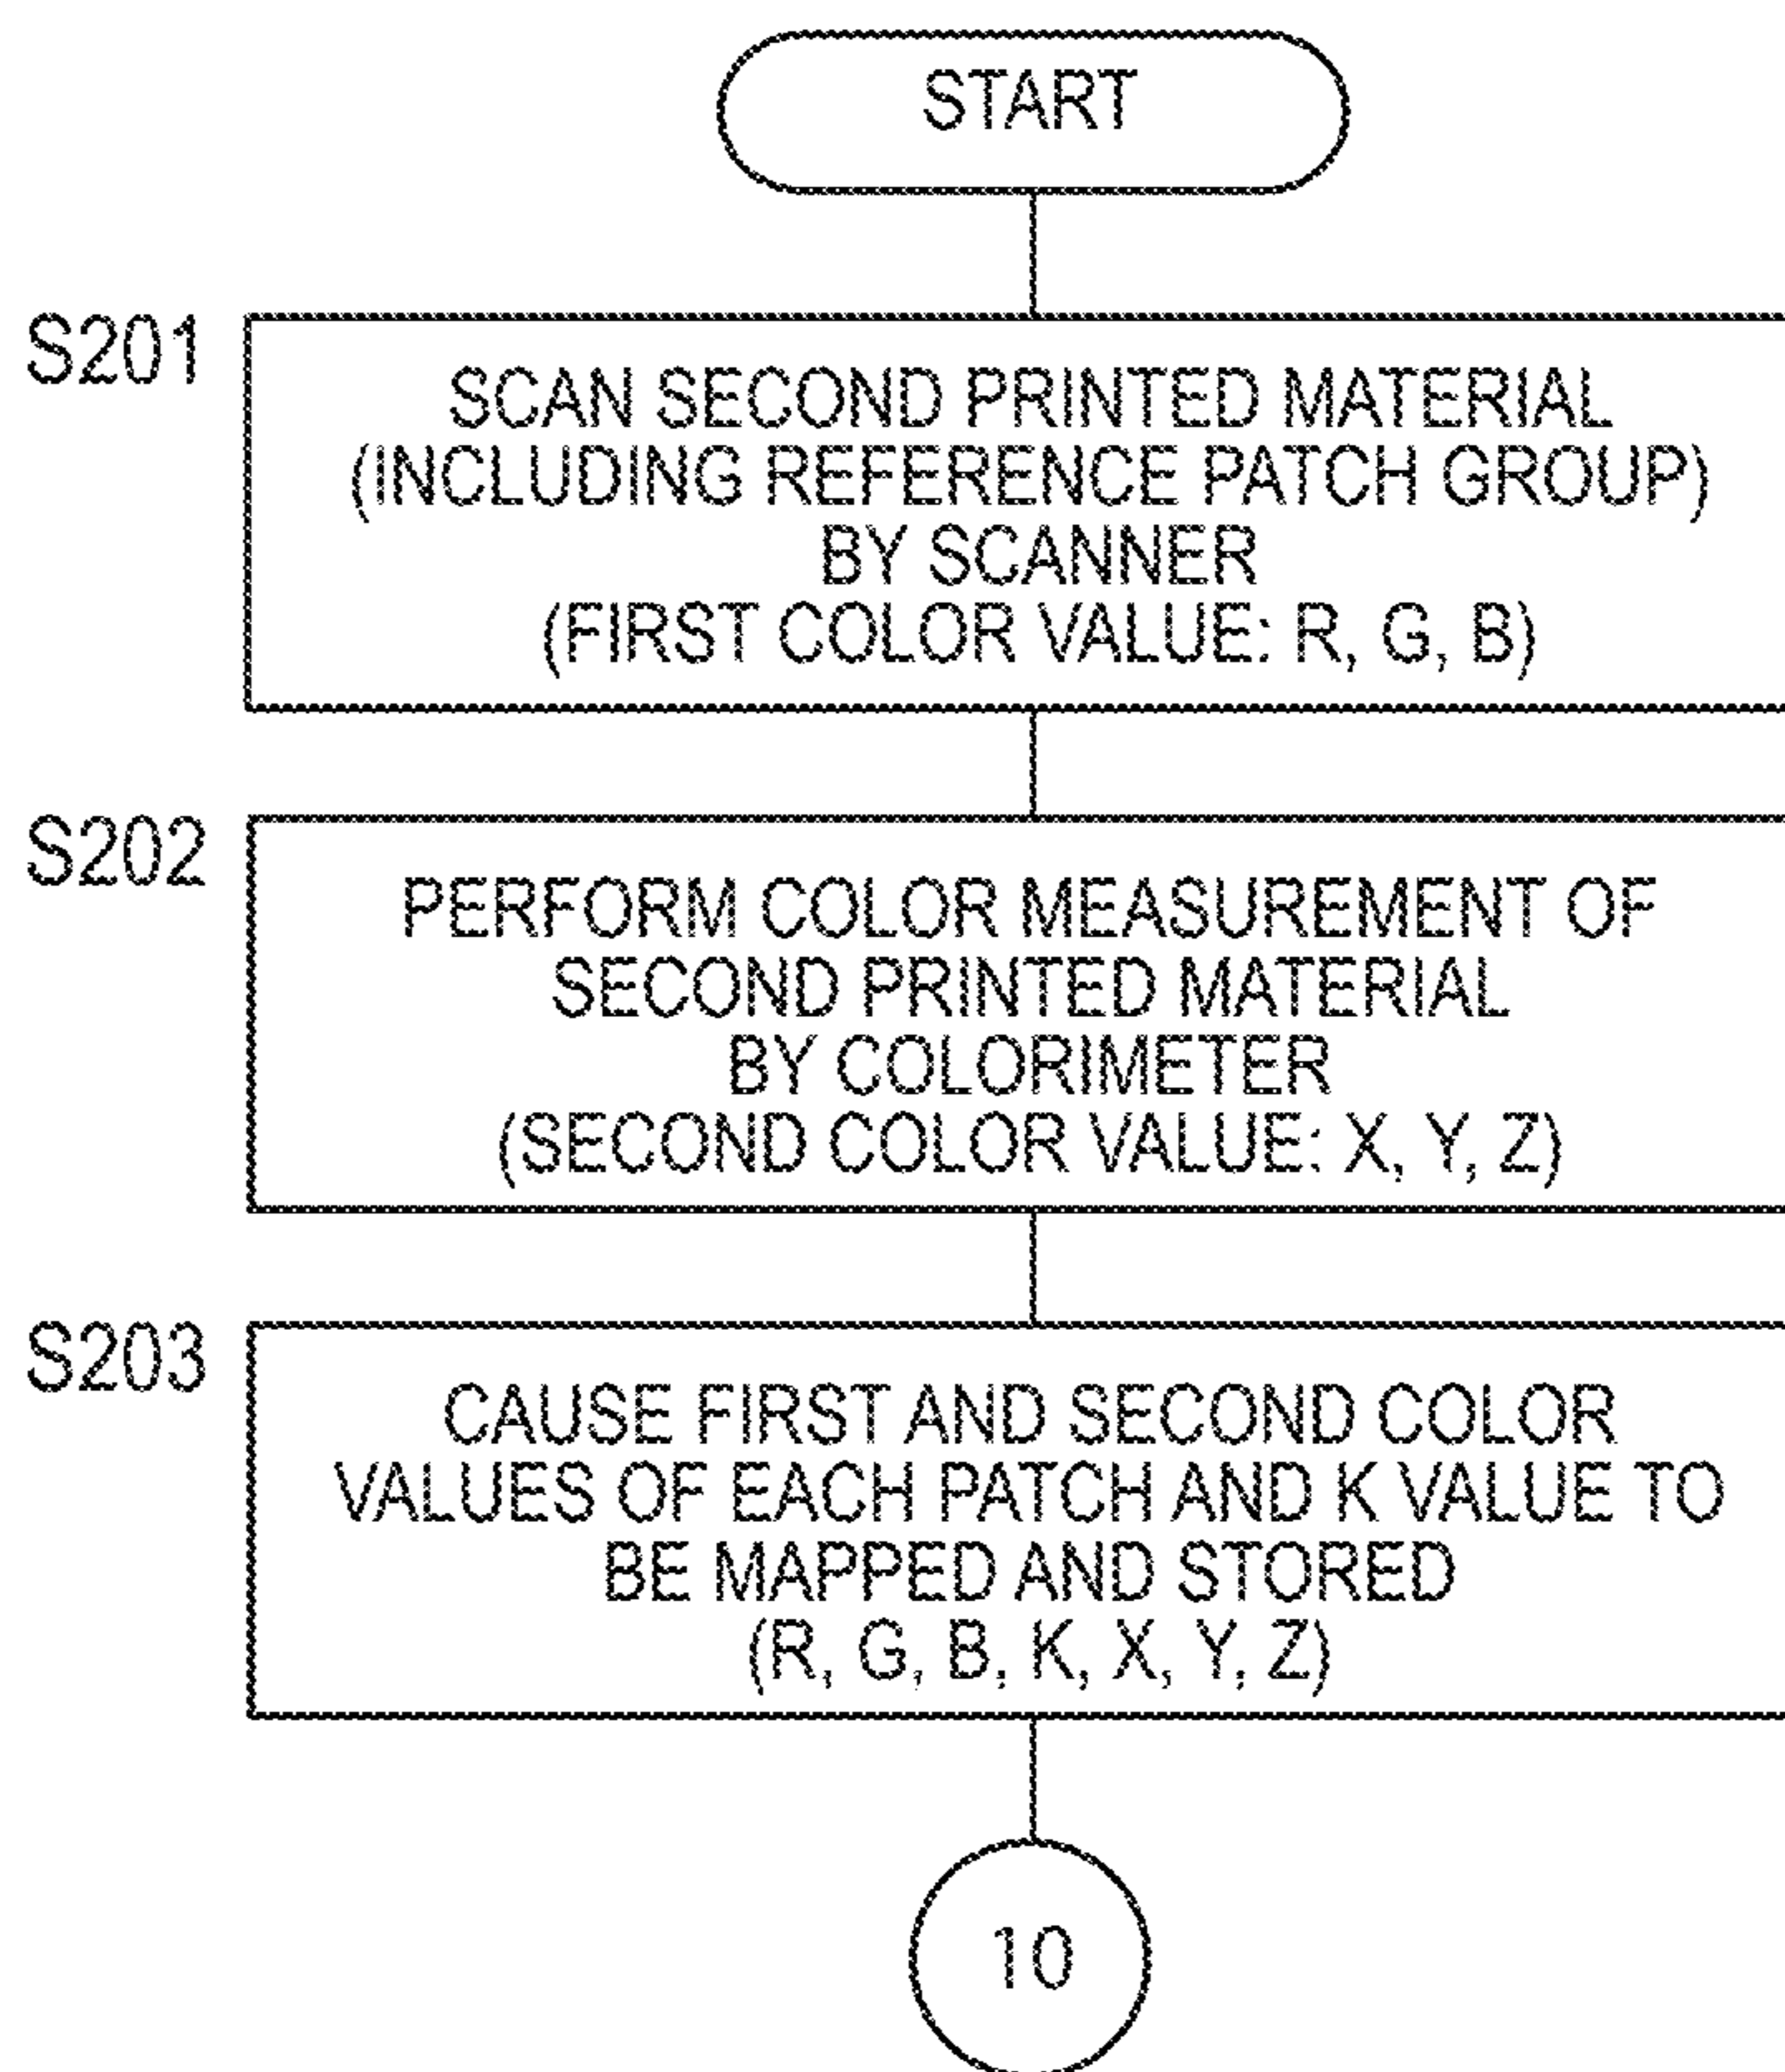 START
S201
SCAN SECOND PRINTED MATERIAL
(INCLUDING REFERENCE PATCH GROUP)
BY SCANNER
(FIRST COLOR VALUE: R, G, B)
S202
PERFORM COLOR MEASUREMENT OF
SECOND PRINTED MATERIAL
BY COLORIMETER
(SECOND COLOR VALUE: X, Y, Z)
S203
CAUSE FIRST AND SECOND COLOR
VALUES OF EACH PATCH AND K VALUE TO
BE MAPPED AND STORED
(R, G, B, K, X, Y, Z)
10